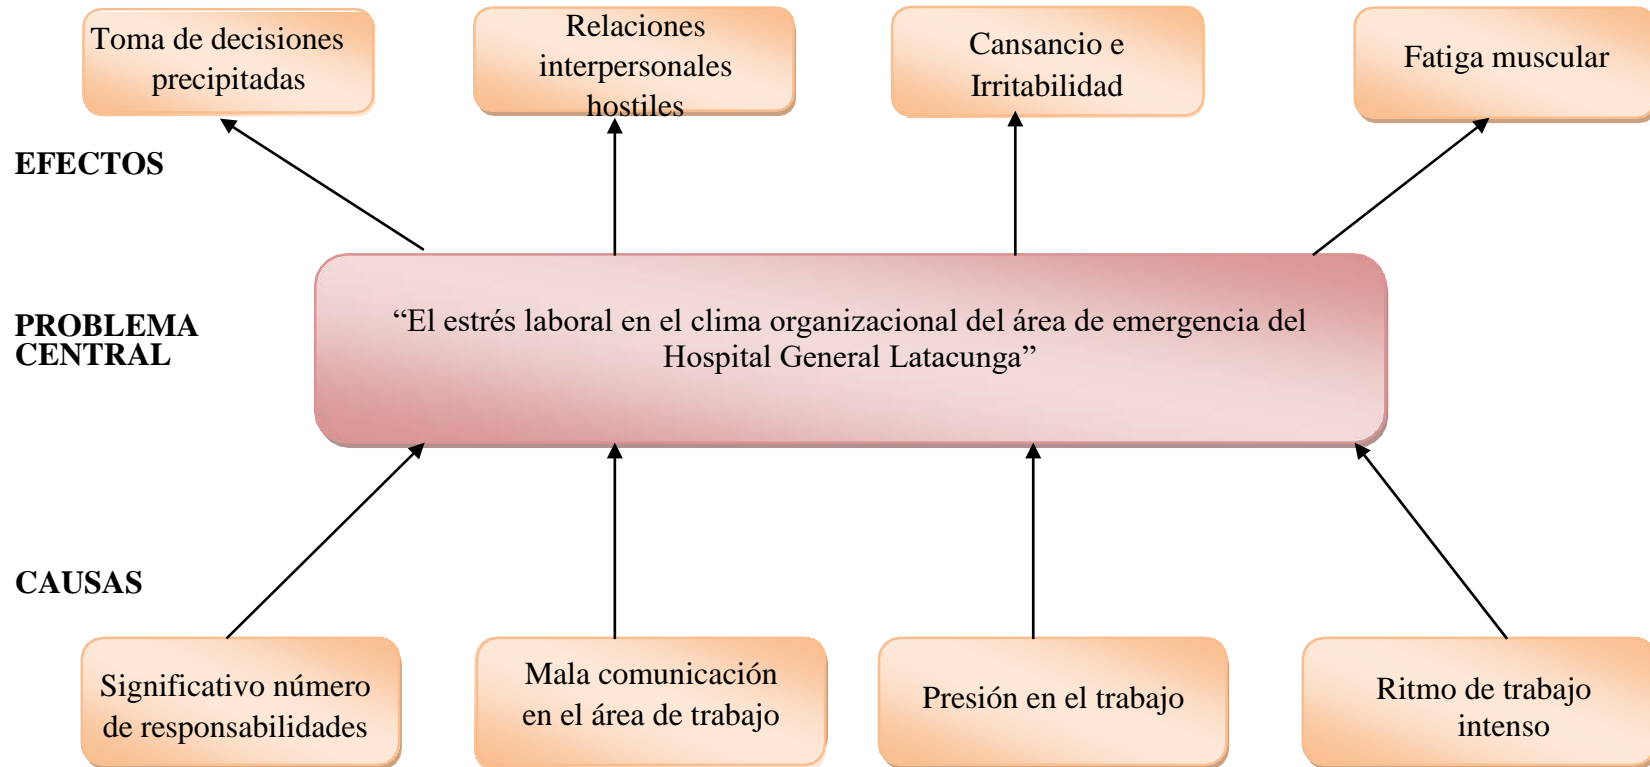 Toma de decisiones
precipitadas
Relaciones
interpersonales
hostiles
Cansancio e
Irritabilidad
Fatiga muscular
EFECTOS
PROBLEMA
CENTRAL
“El estrés laboral en el clima organizacional del área de emergencia del
Hospital General Latacunga”
CAUSAS
Significativo número
de responsabilidades
Mala comunicación
en el área de trabajo
Presión en el trabajo
Ritmo de trabajo
intenso